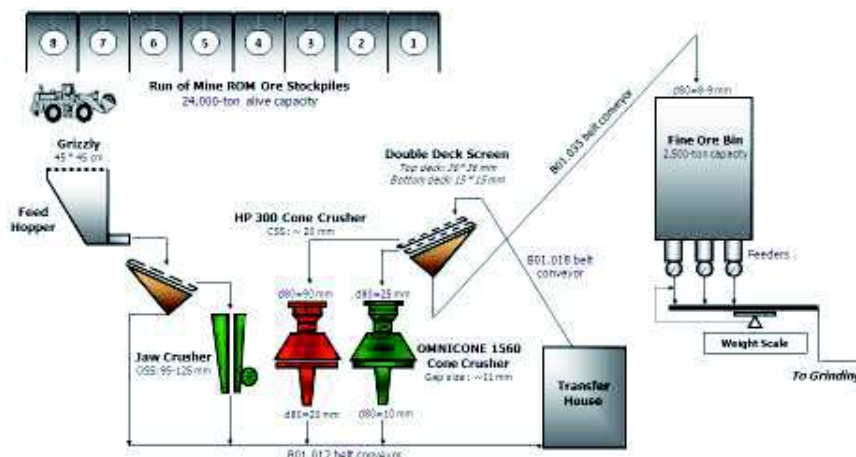 8 7 6 5 4 3 2 1
Run of Mine ROM Ore Stockpiles
24,000-ton alive capacity
Grizzly
45 * 45 cm
Feed
Hopper
Jaw Crusher
OSS: 95-125 mm
HP 300 Cone Crusher
CSS: ~ 20 mm
d80=90 mm
d80=20 mm
Double Deck Screen
Top deck: 36*36 mm
Bottom deck: 15 * 15 mm
d80=25 mm
OMNICONE 1560
Cone Crusher
Gap size: ~11 mm
d80=10 mm
B01.012 belt conveyor
B01.018 belt
conveyor
Transfer
House
B01.035 belt conveyor
d80=8-9 mm
Fine Ore Bin
2,500-ton capacity
Feeders
Weight Scale
To Grinding